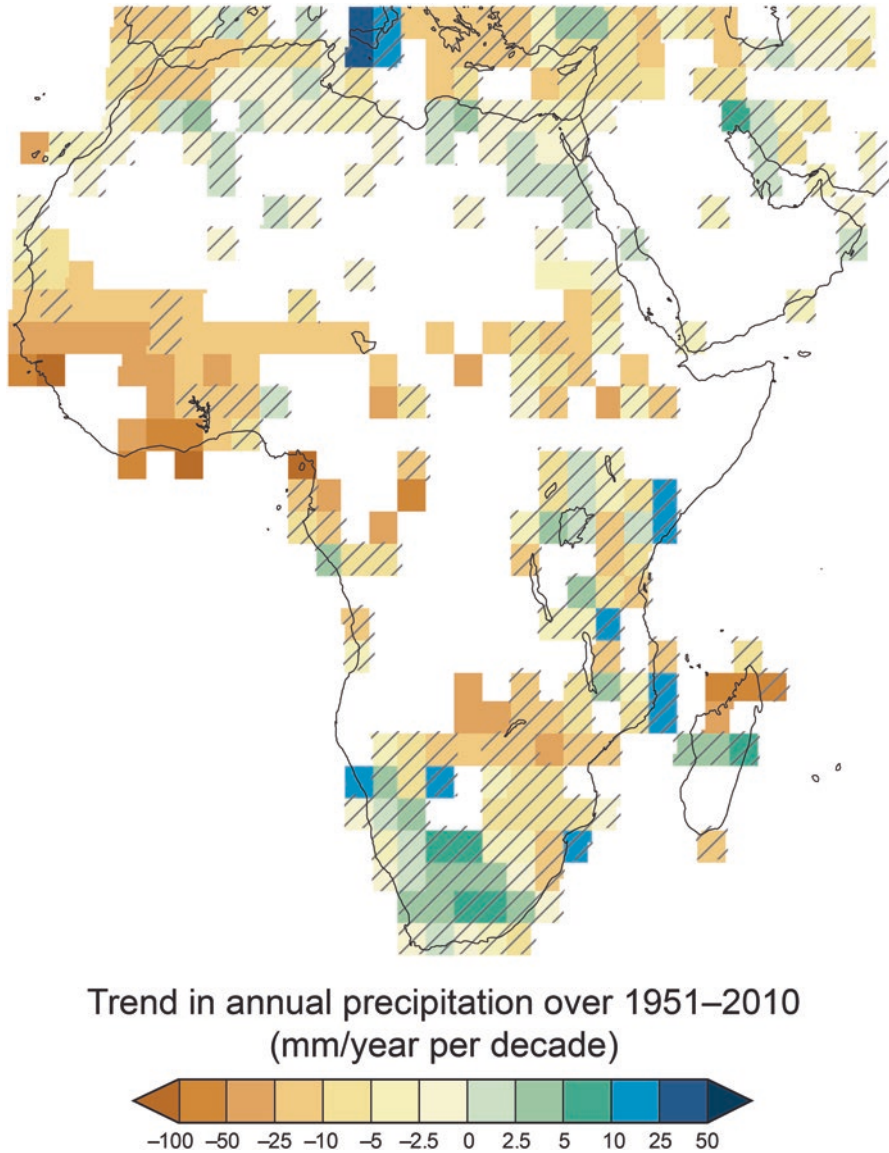 Trend in annual precipitation over 1951–2010
(mm/year per decade)
–100 –50 –25 –10 –5 –2.5 0 2.5 5 10 25 50